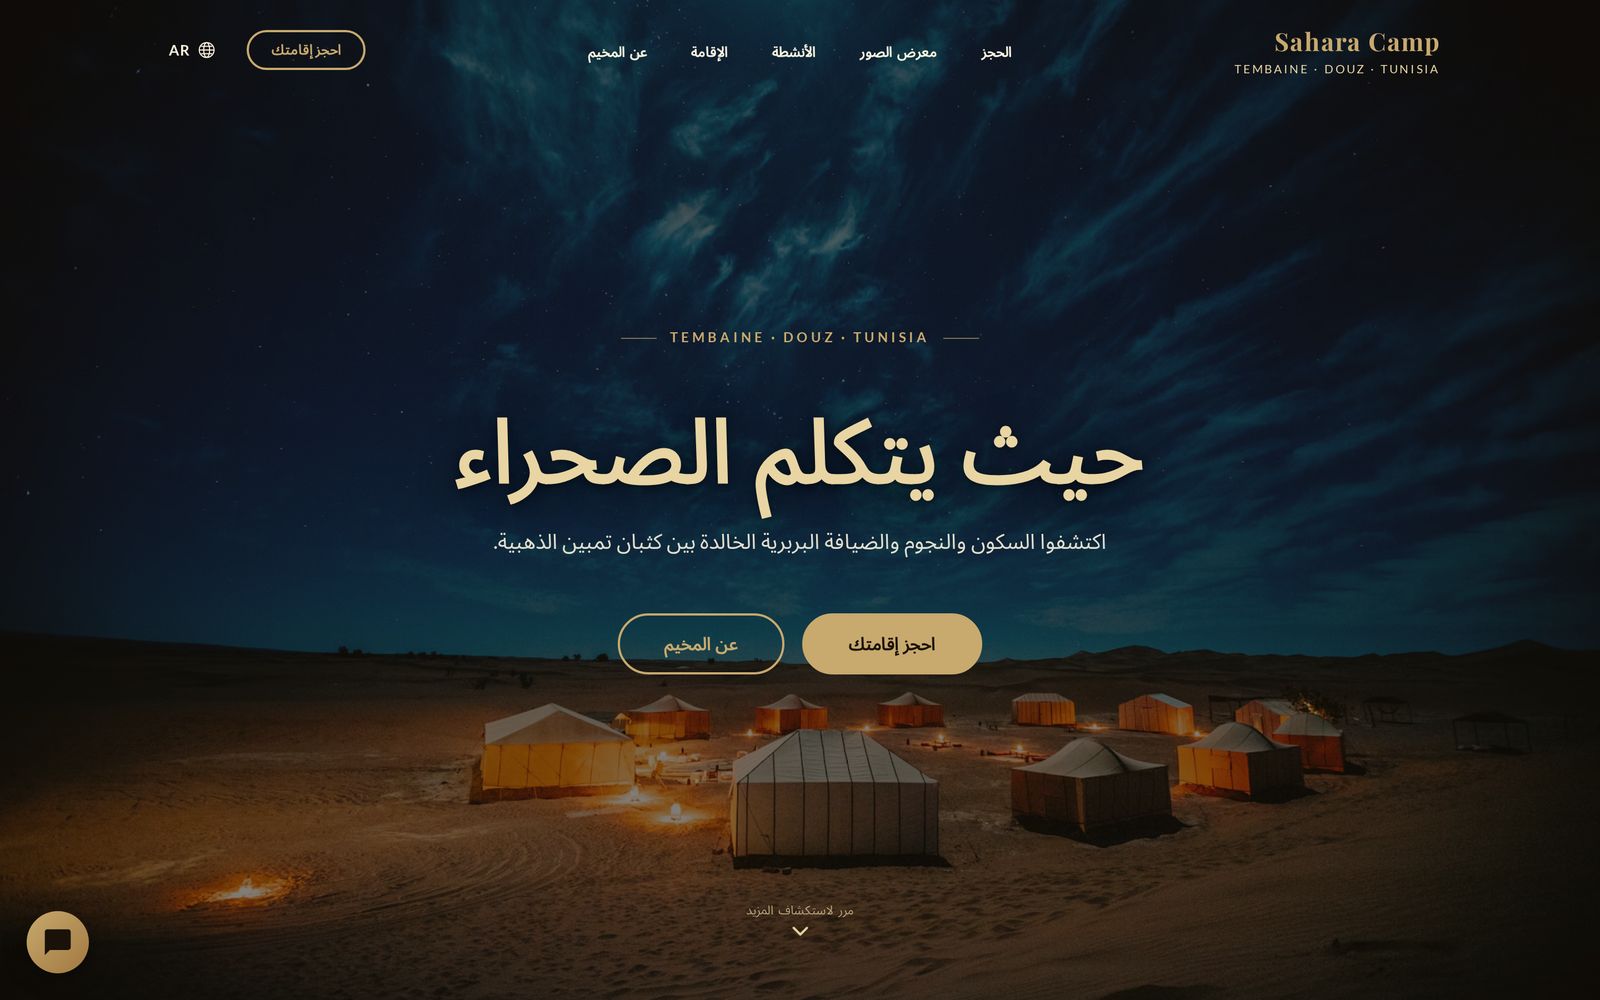 Sahara Camp
TEMBAINE · DOUZ · TUNISIA
الحجز
معرض الصور
الأنشطة
الإقامة
عن المخيم
احجز إقامتك
AR
TEMBAINE · DOUZ · TUNISIA
حيث يتكلم الصحراء
اكتشفوا السكون والنجوم والضيافة البربرية الخالدة بين كثبان تمبين الذهبية.
احجز إقامتك
عن المخيم
مرر لاستكشاف المزيد